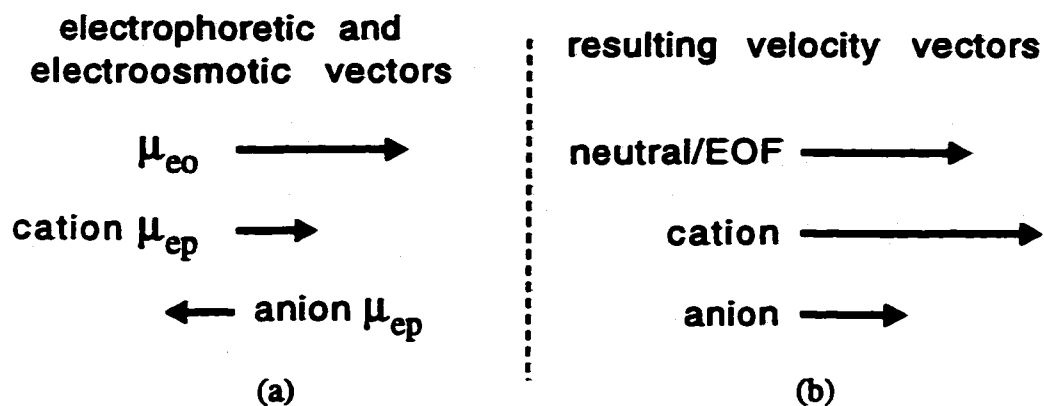 electrophoretic and
electroosmotic vectors
μeo
cation μep
anion μep
(a)
resulting velocity vectors
neutral/EOF
cation
anion
(b)